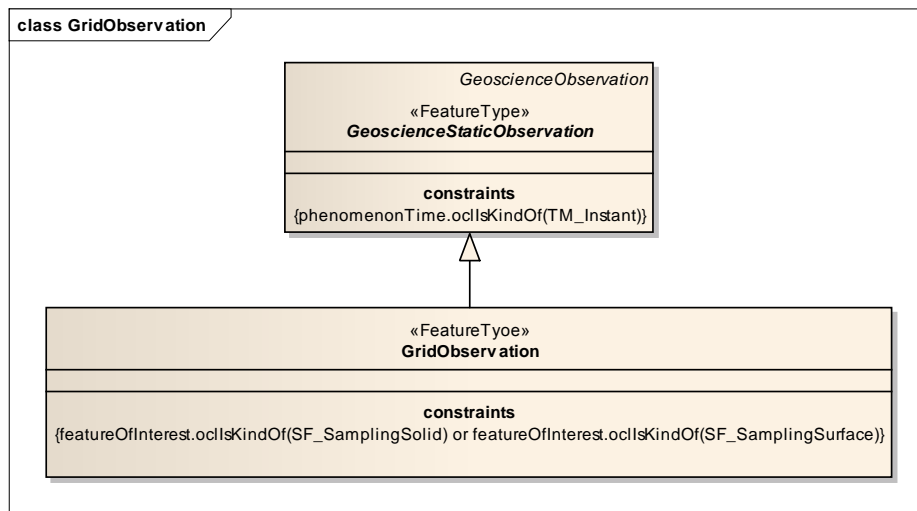 class GridObservation
GeoscienceObservation
«FeatureType»
GeoscienceStaticObservation
constraints
{phenomenonTime.oclIsKindOf(TM_Instant)}
«FeatureTyoe»
GridObservation
constraints
{featureOfInterest.oclIsKindOf(SF_SamplingSolid) or featureOfInterest.oclIsKindOf(SF_SamplingSurface)}